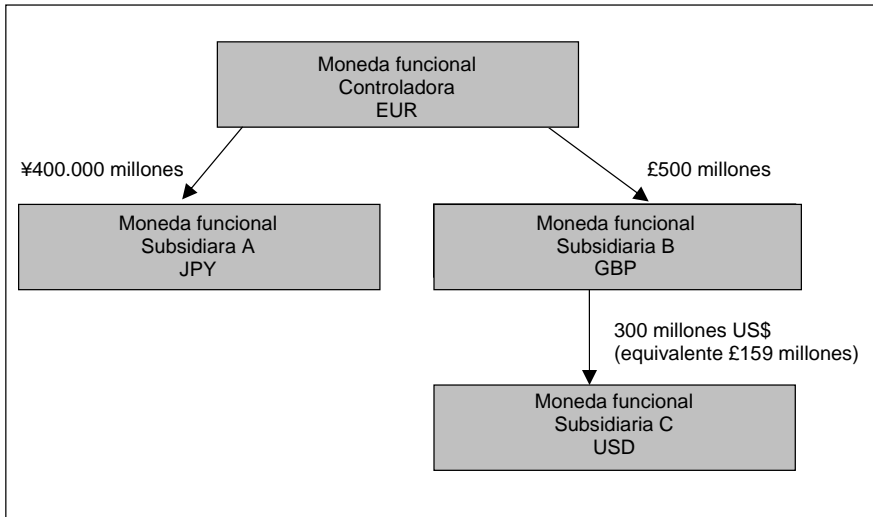 Moneda funcional
Controladora
EUR
¥400.000 millones
£500 millones
Moneda funcional
Subsidiara A
JPY
Moneda funcional
Subsidiaria B
GBP
300 millones US$
(equivalente £159 millones)
Moneda funcional
Subsidiaria C
USD